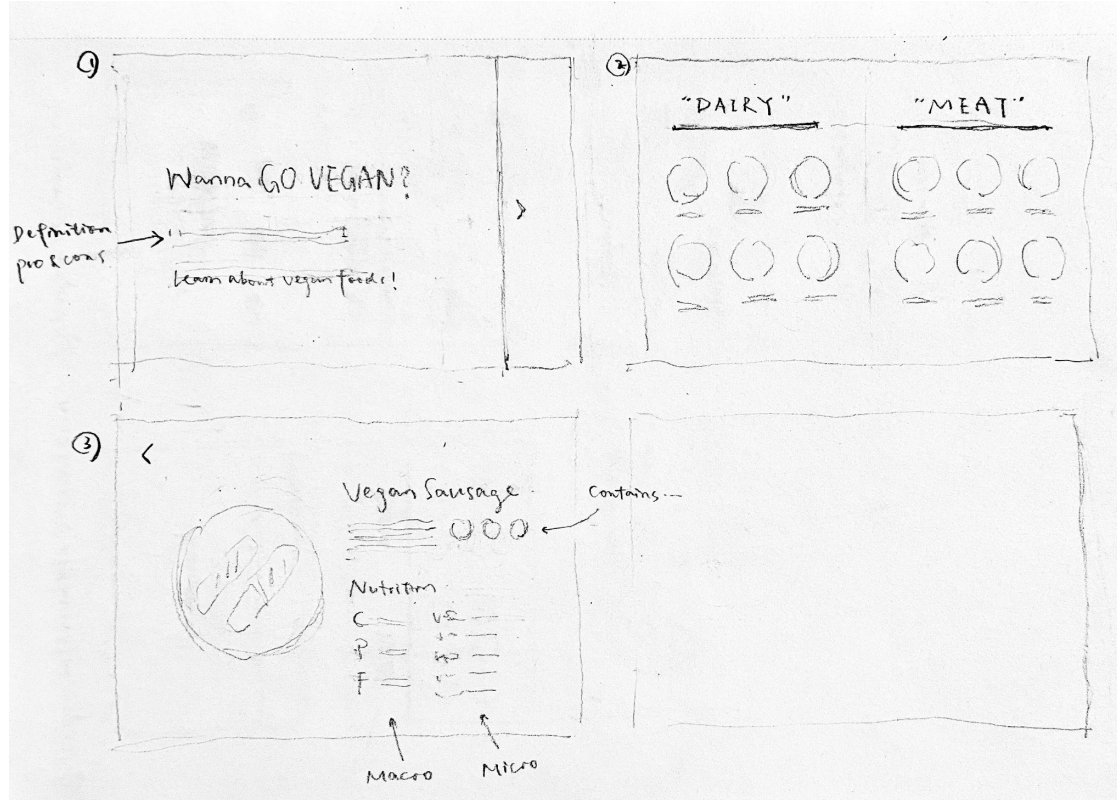 ①
Wanna GO VEGAN?
Definition
pro & cons
Learn about vegan foods!
>
②
"DAIRY"
"MEAT"
③
<
Vegan Sausage
Contains...
Nutrition
C
P
F
Macro
Micro